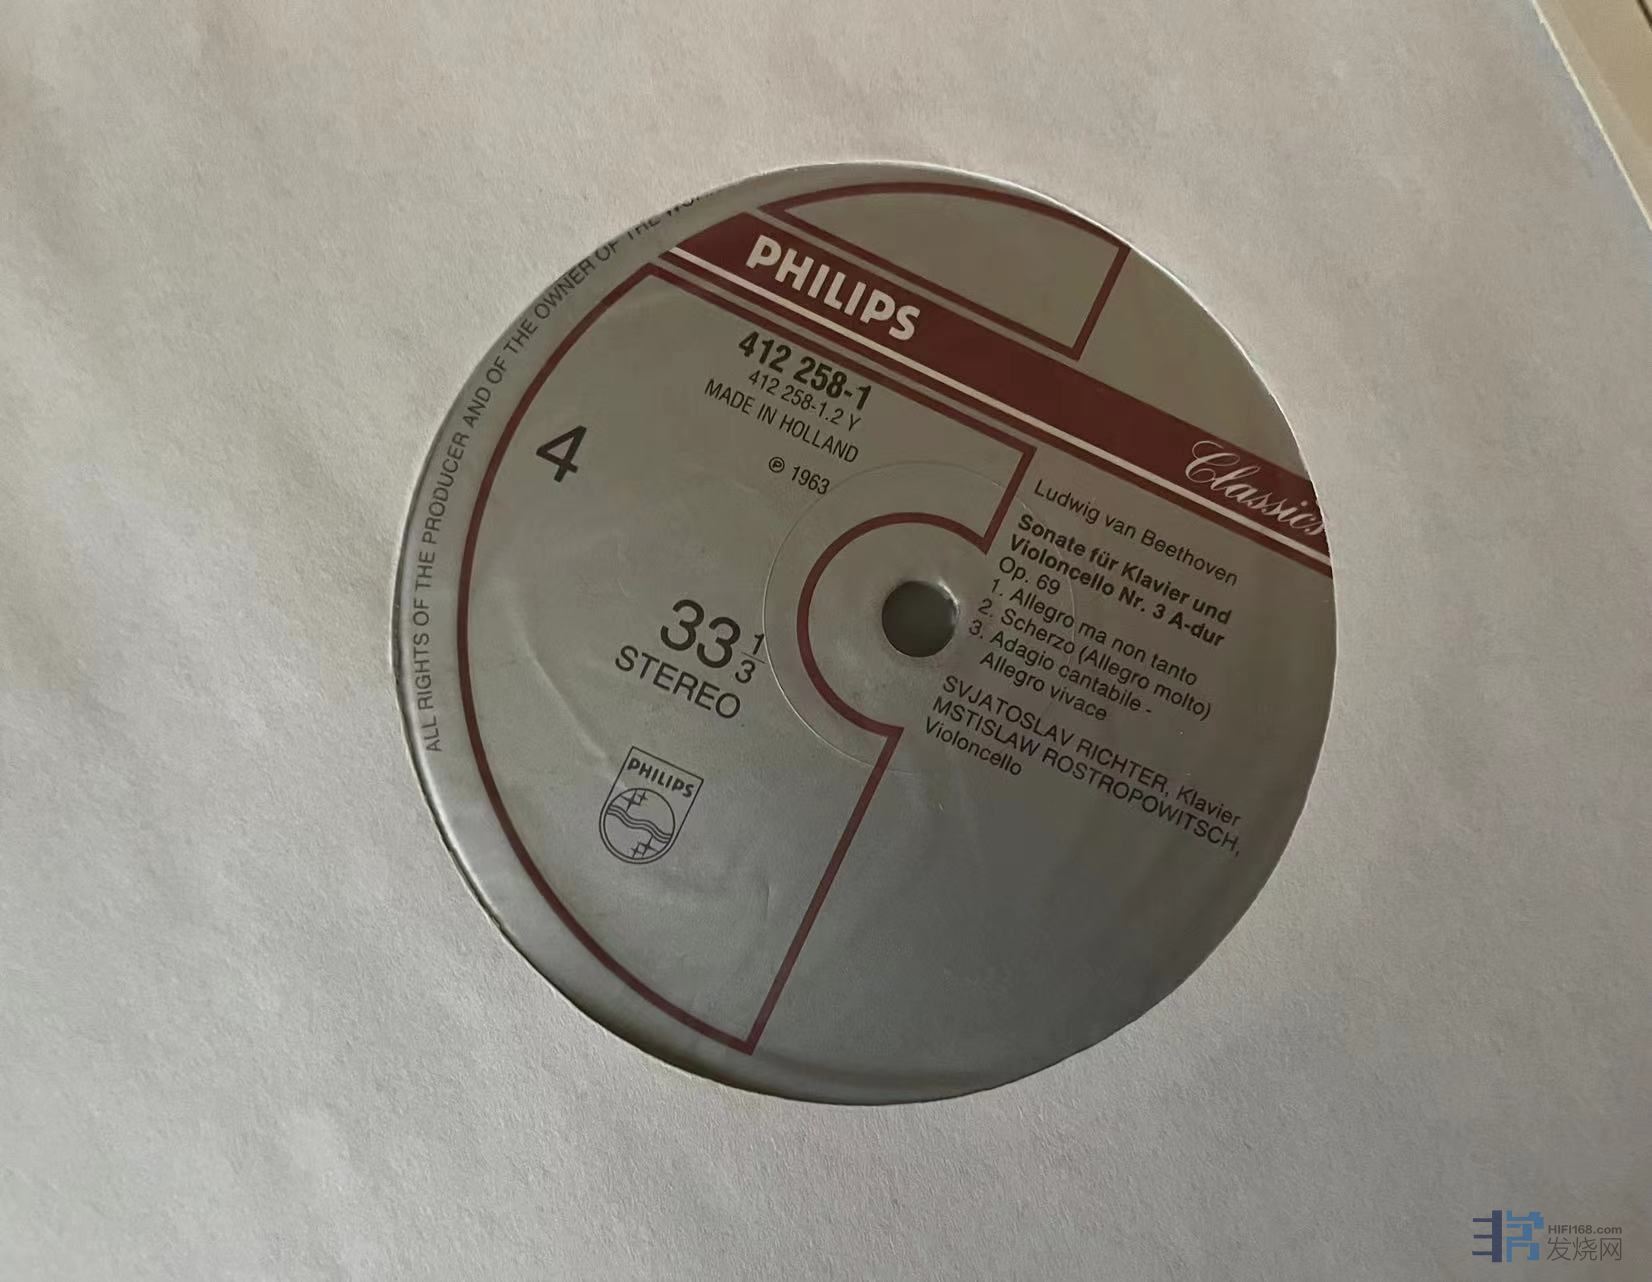 ALL RIGHTS OF THE PRODUCER AND OF THE OWNER OF THE
PHILIPS
Classics
412 258-1
412 258-1.2 Y
MADE IN HOLLAND
℗ 1963
4
33 1/3
STEREO
PHILIPS
Ludwig van Beethoven
Sonate für Klavier und
Violoncello Nr. 3 A-dur
Op. 69
1. Allegro ma non tanto
2. Scherzo (Allegro molto)
3. Adagio cantabile -
Allegro vivace
SVJATOSLAV RICHTER, Klavier
MSTISLAW ROSTROPOWITSCH,
Violoncello
HIFI168.com
发烧网